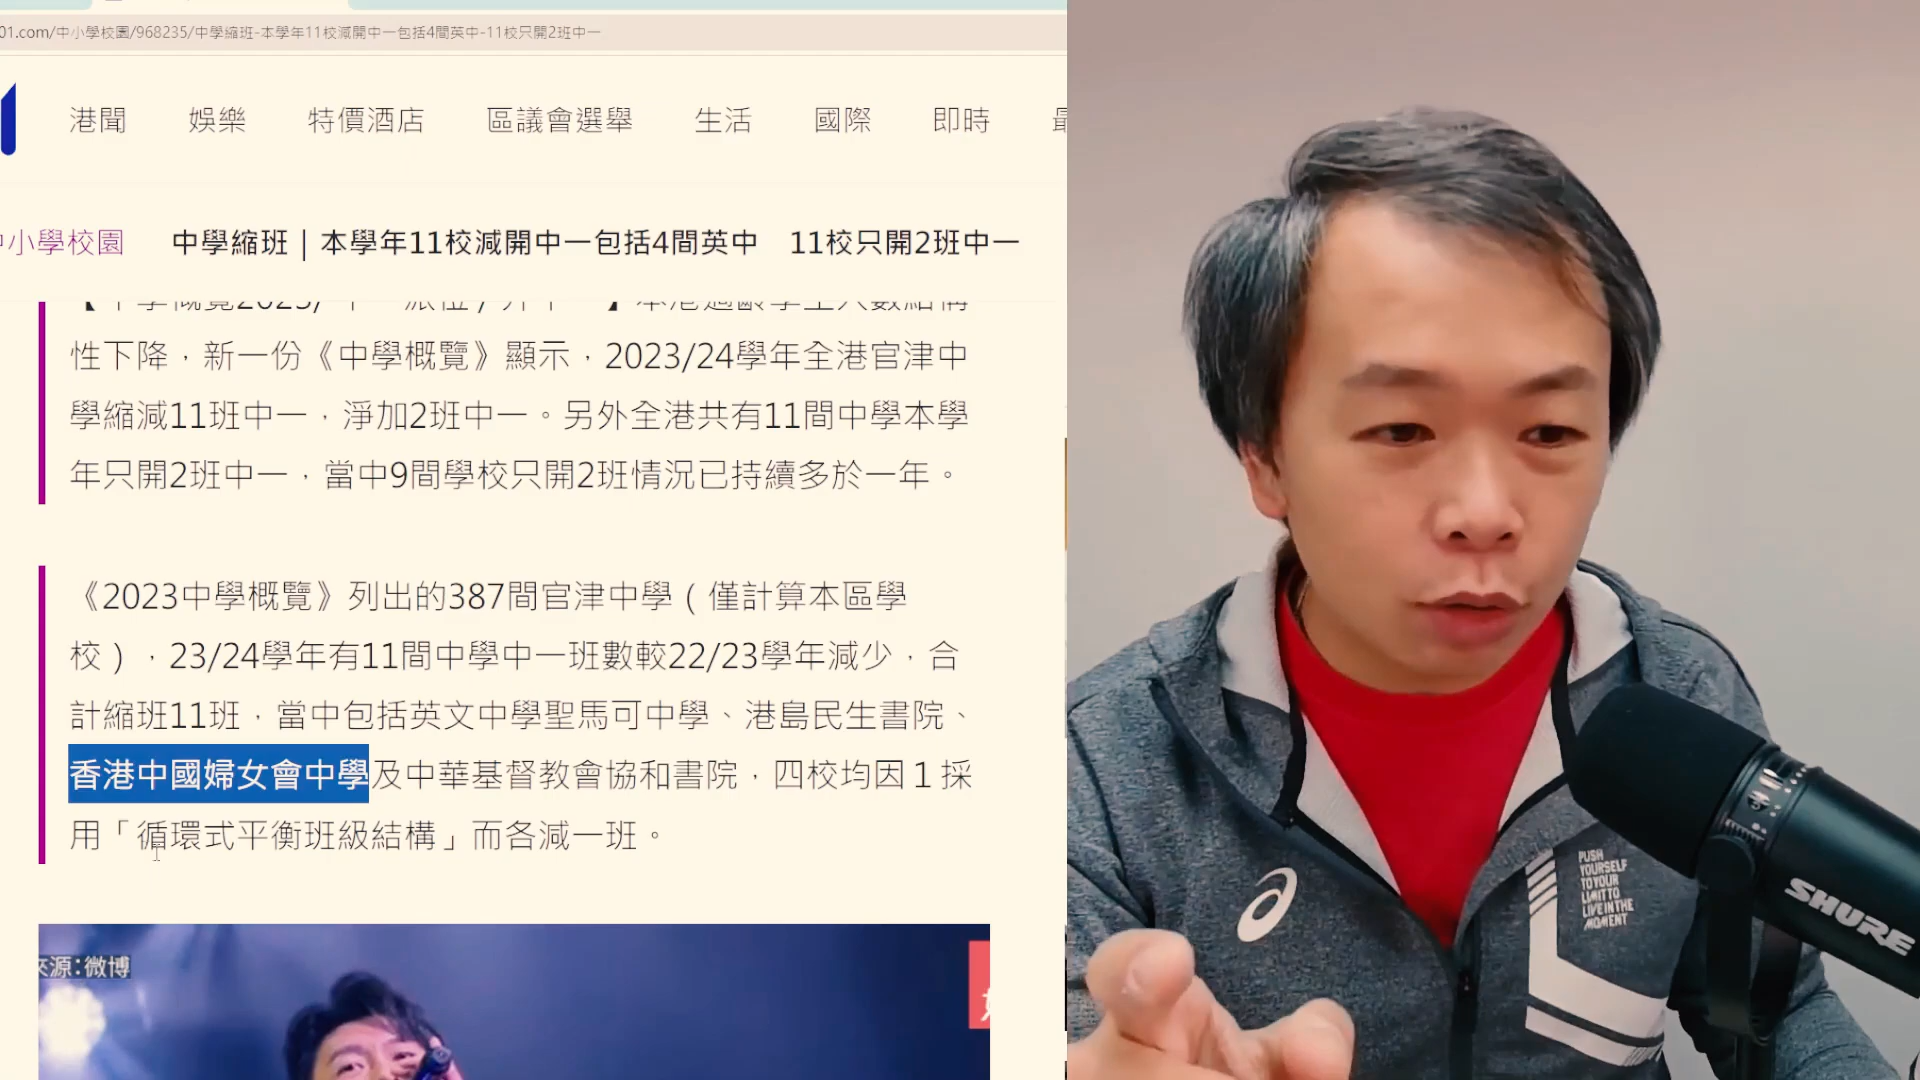 01.com/中小學校園/968235/中學縮班-本學年11校減開中一包括4間英中-11校只開2班中一
港聞 娛樂 特價酒店 區議會選舉 生活 國際 即時
小學校園 中學縮班｜本學年11校減開中一包括4間英中 11校只開2班中一
性下降，新一份《中學概覽》顯示，2023/24學年全港官津中
學縮減11班中一，淨加2班中一。另外全港共有11間中學本學
年只開2班中一，當中9間學校只開2班情況已持續多於一年。
《2023中學概覽》列出的387間官津中學（僅計算本區學
校），23/24學年有11間中學中一班數較22/23學年減少，合
計縮班11班，當中包括英文中學聖馬可中學、港島民生書院、
香港中國婦女會中學及中華基督教會協和書院，四校均因１採
用「循環式平衡班級結構」而各減一班。
來源：微博
PUSH
YOURSELF
TO YOUR
LIMIT TO
LIVE IN THE
MOMENT
SHURE